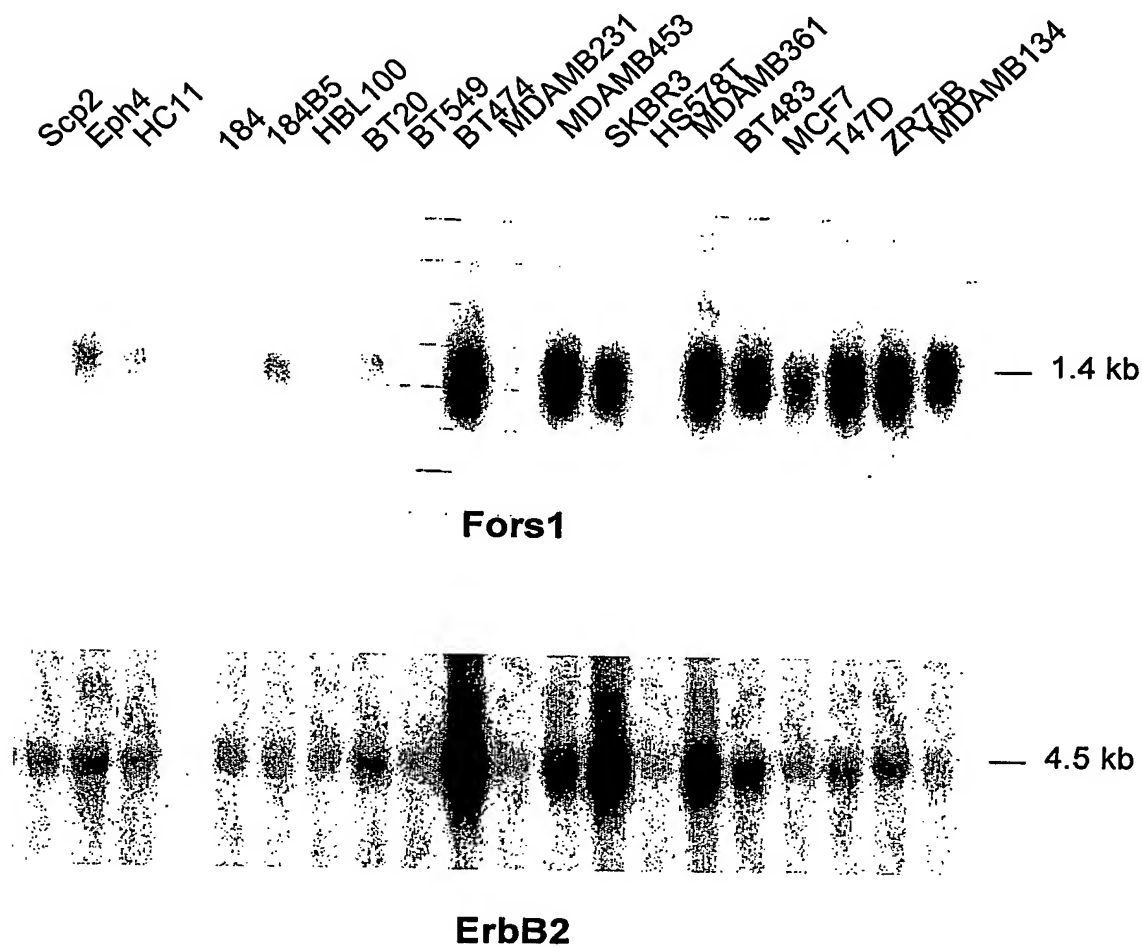 Scp2
Eph4
HC11
184
184B5
HBL100
BT20
BT549
BT474
MDAMB231
MDAMB453
SKBR3
HS578T
MDAMB361
BT483
MCF7
T47D
ZR75B
MDAMB134
1.4 kb
Fors1
4.5 kb
ErbB2